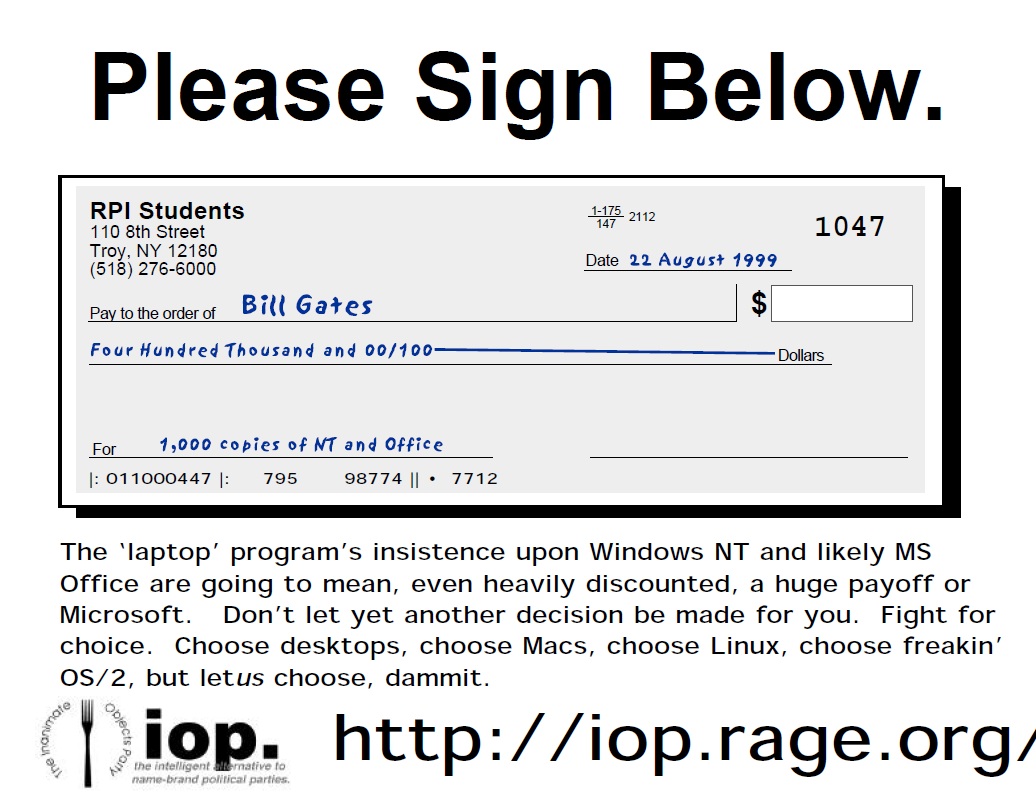 Please Sign Below.
RPI Students
110 8th Street
Troy, NY 12180
(518) 276-6000
1-175
147
2112
1047
Date 22 August 1999
Pay to the order of Bill Gates $
Four Hundred Thousand and 00/100 Dollars
For 1,000 copies of NT and Office
|: 011000447 |: 795 98774 || • 7712
The ‘laptop’ program’s insistence upon Windows NT and likely MS
Office are going to mean, even heavily discounted, a huge payoff or
Microsoft. Don’t let yet another decision be made for you. Fight for
choice. Choose desktops, choose Macs, choose Linux, choose freakin’
OS/2, but letus choose, dammit.
the Inanimate Objects Party
iop.
the intelligent alternative to
name-brand political parties.
http://iop.rage.org/